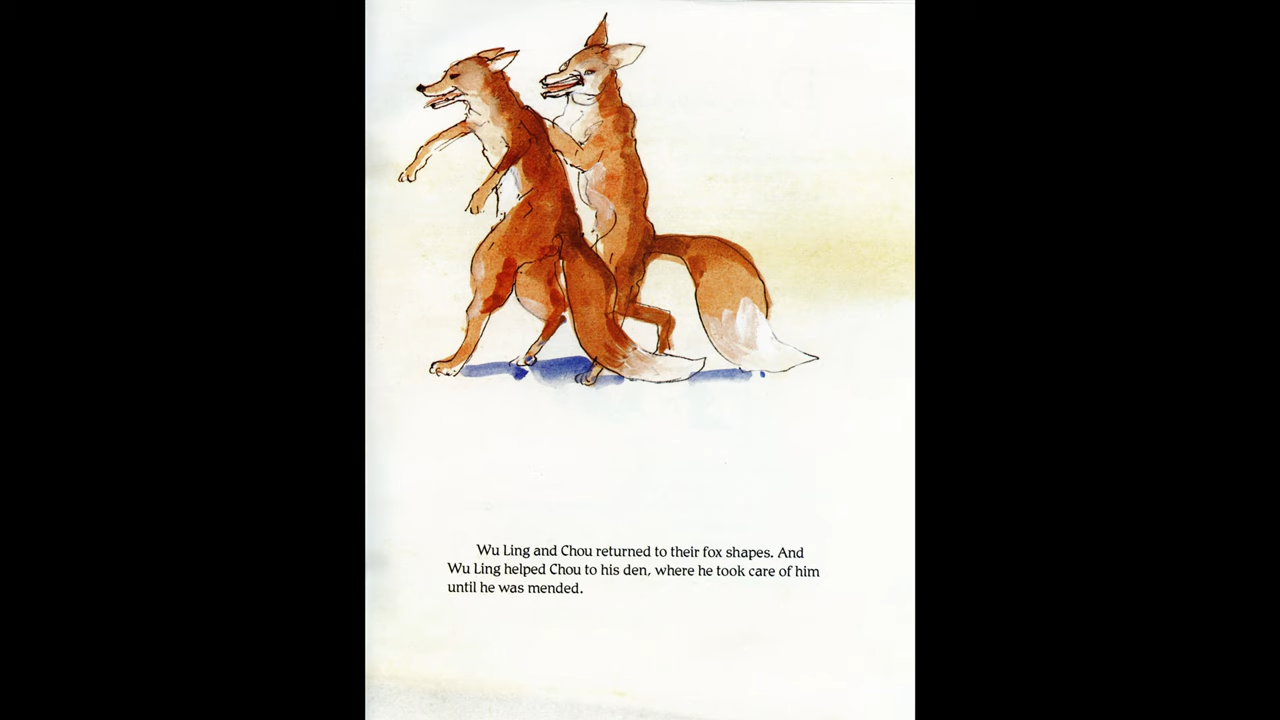 Wu Ling and Chou returned to their fox shapes. And
Wu Ling helped Chou to his den, where he took care of him
until he was mended.